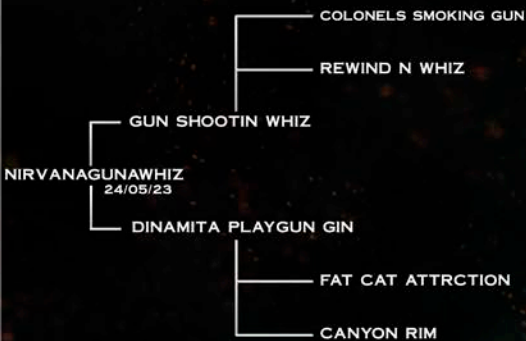 COLONELS SMOKING GUN
REWIND N WHIZ
GUN SHOOTIN WHIZ
NIRVANAGUNAWHIZ
24/05/23
DINAMITA PLAYGUN GIN
FAT CAT ATTRCTION
CANYON RIM